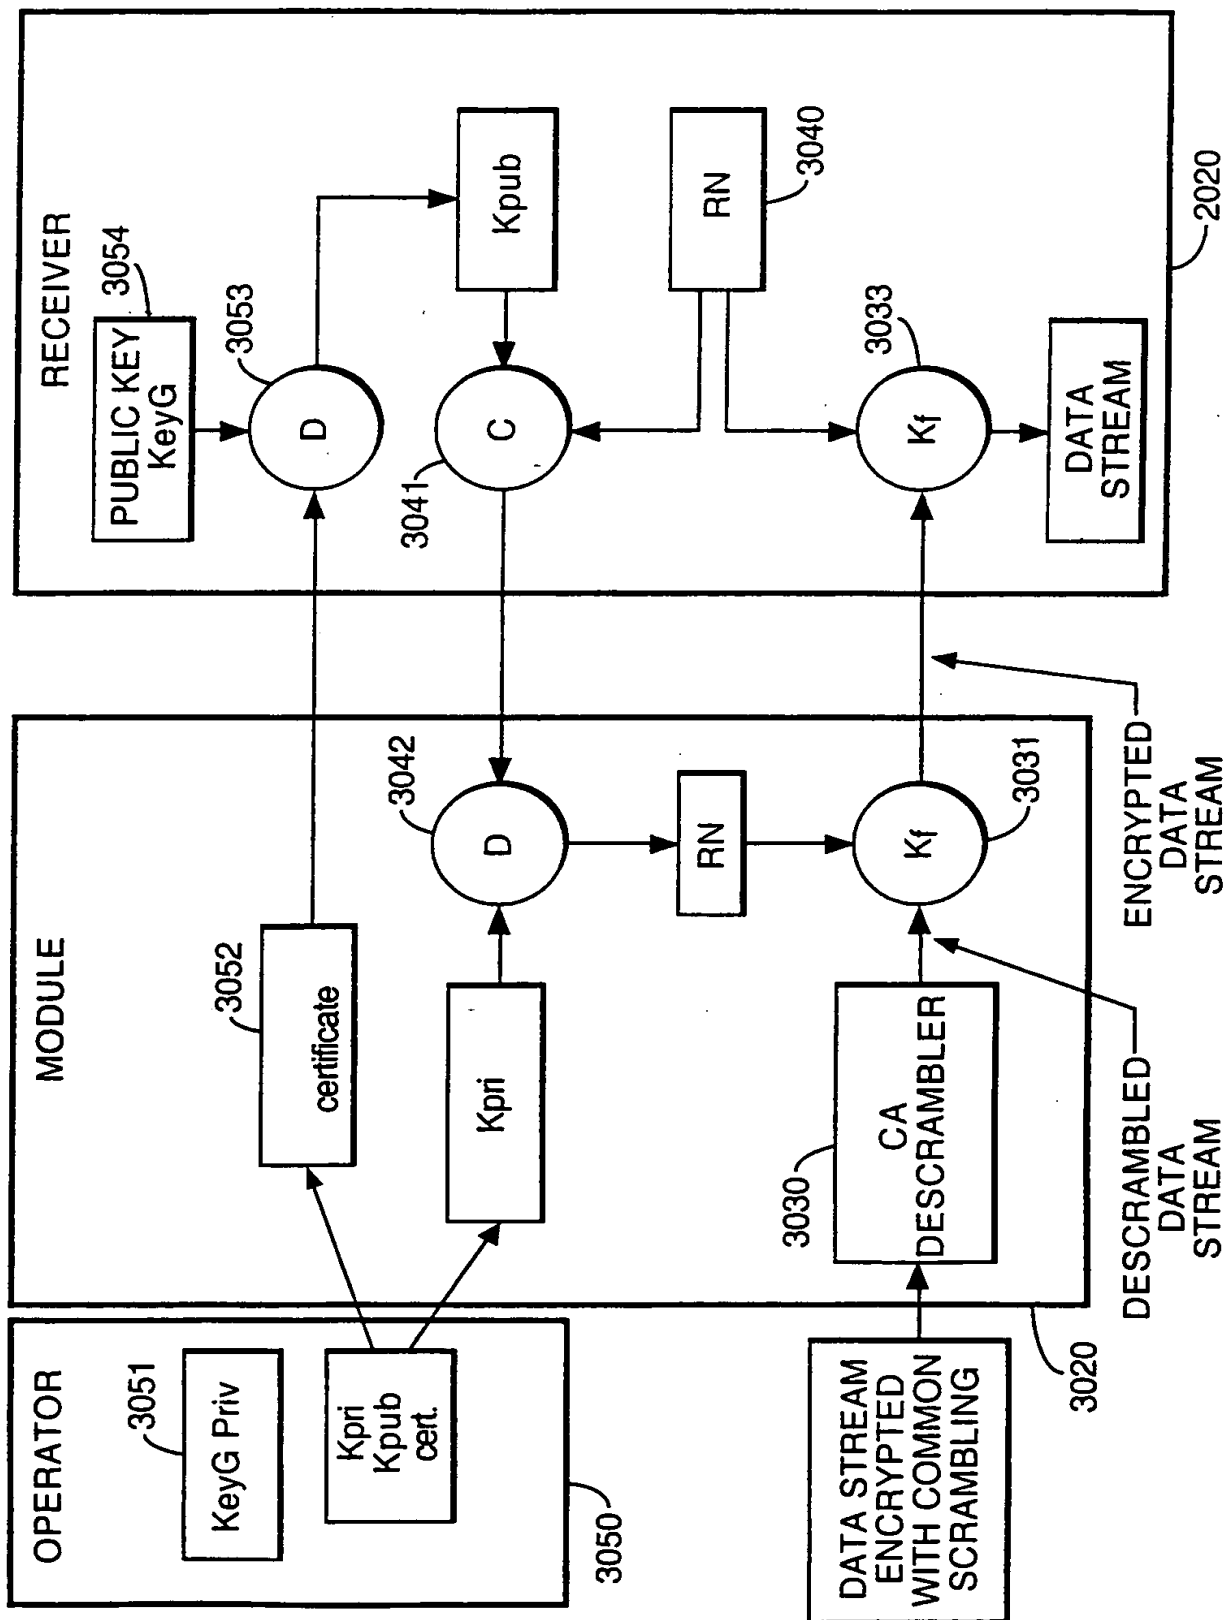 OPERATOR
KeyG Priv
3051
Kpri
Kpub
cert.
3050
DATA STREAM
ENCRYPTED
WITH COMMON
SCRAMBLING
MODULE
certificate
3052
Kpri
D
3042
RN
CA
DESCRAMBLER
3030
Kf
3031
3020
DESCRAMBLED
DATA
STREAM
ENCRYPTED
DATA
STREAM
RECEIVER
PUBLIC KEY
KeyG
3054
D
3053
Kpub
C
3041
RN
3040
Kf
3033
DATA
STREAM
2020